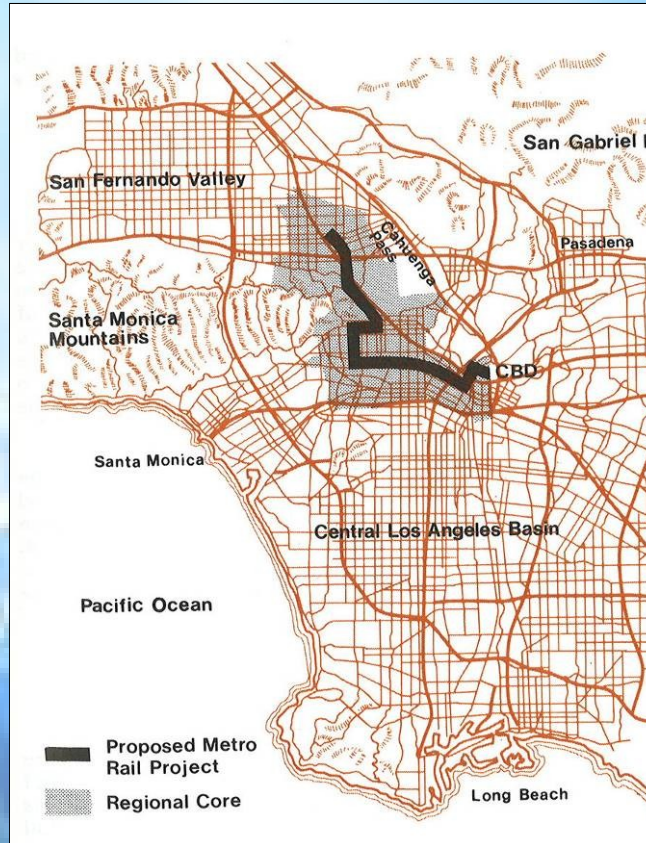 San Gabriel
San Fernando Valley
Cahuenga
pass
Pasadena
Santa Monica
Mountains
CBD
Santa Monica
Central Los Angeles Basin
Pacific Ocean
Proposed Metro
Rail Project
Regional Core
Long Beach